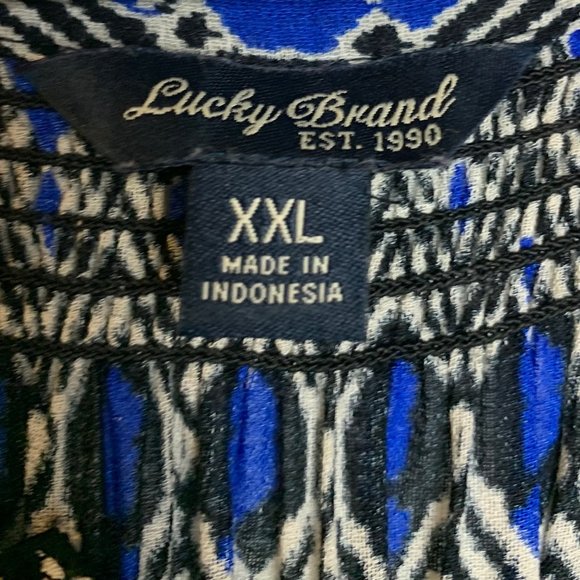 Lucky Brand
EST. 1990
XXL
MADE IN
INDONESIA